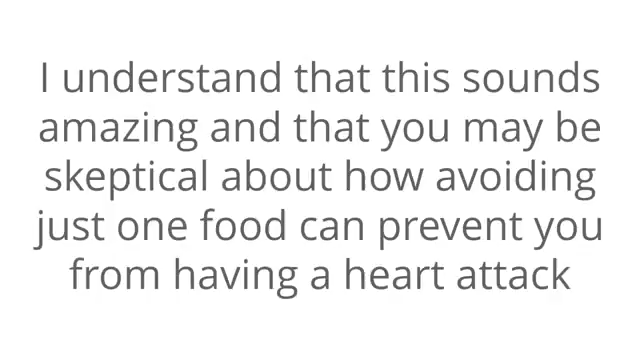 I understand that this sounds
amazing and that you may be
skeptical about how avoiding
just one food can prevent you
from having a heart attack